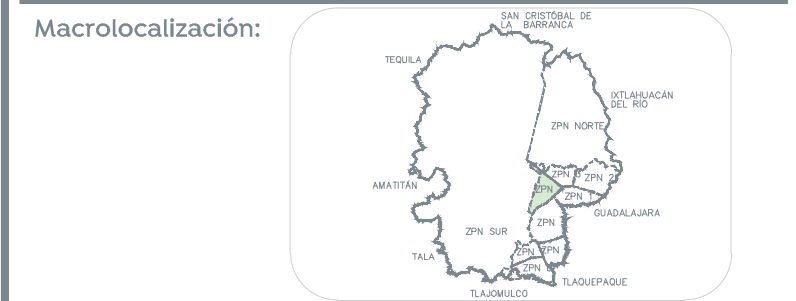 Macrolocalización:
SAN CRISTÓBAL DE
LA BARRANCA
TEQUILA
IXTLAHUACÁN
DEL RÍO
ZPN NORTE
ZPN
ZPN 2
AMATITÁN
ZPN
ZPN 1
GUADALAJARA
ZPN
ZPN SUR
ZPN
ZPN
TALA
ZPN
TLAQUEPAQUE
TLAJOMULCO